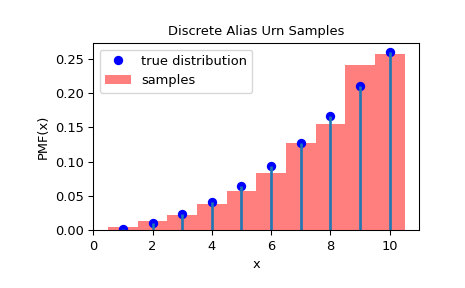 Discrete Alias Urn Samples
true distribution
samples
PMF(x)
0.25
0.20
0.15
0.10
0.05
0.00
0 2 4 6 8 10
x